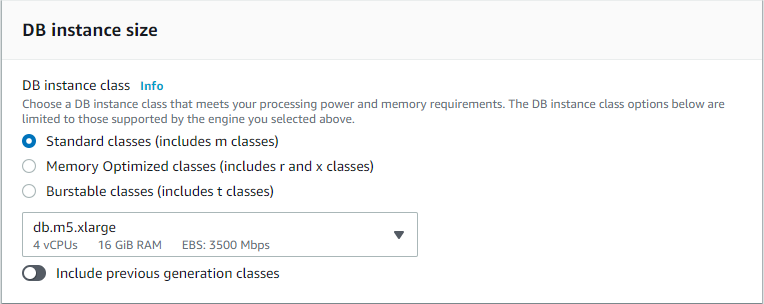 DB instance size
DB instance class Info
Choose a DB instance class that meets your processing power and memory requirements. The DB instance class options below are
limited to those supported by the engine you selected above.
Standard classes (includes m classes)
Memory Optimized classes (includes r and x classes)
Burstable classes (includes t classes)
db.m5.xlarge
4 vCPUs 16 GiB RAM EBS: 3500 Mbps
Include previous generation classes